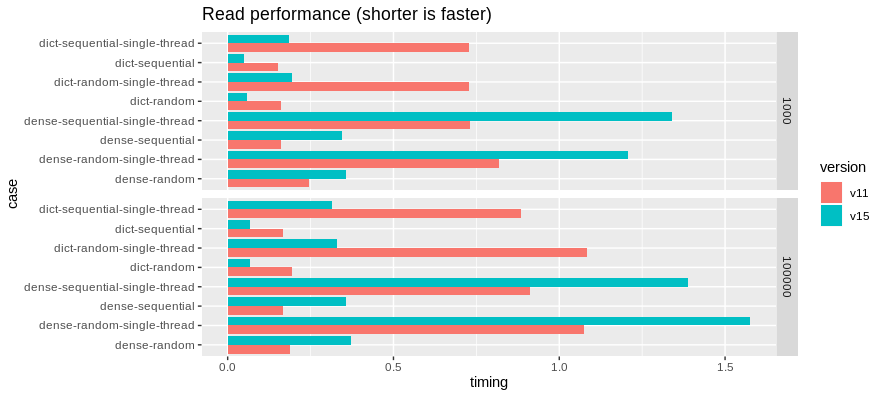 Read performance (shorter is faster)
case
dict-sequential-single-thread
dict-sequential
dict-random-single-thread
dict-random
dense-sequential-single-thread
dense-sequential
dense-random-single-thread
dense-random
1000
dict-sequential-single-thread
dict-sequential
dict-random-single-thread
dict-random
dense-sequential-single-thread
dense-sequential
dense-random-single-thread
dense-random
1000000
0.0 0.5 1.0 1.5
timing
version
v11
v15